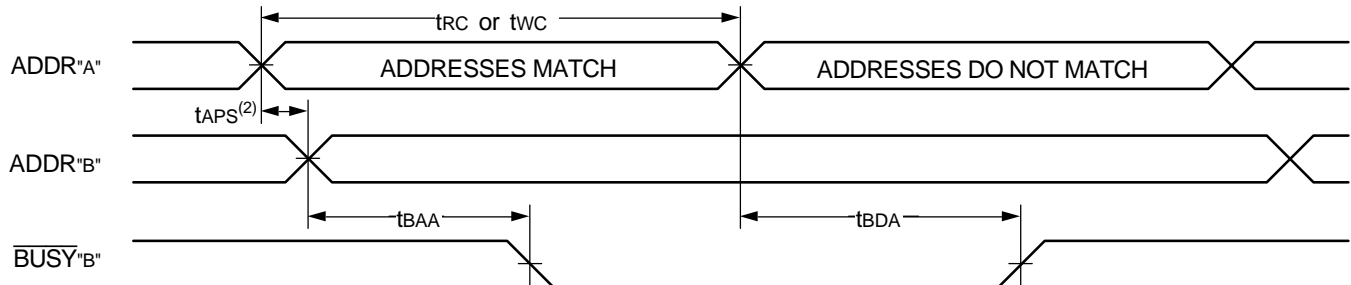 tRC or tWC
ADDR"A"
ADDRESSES MATCH
ADDRESSES DO NOT MATCH
tAPS(2)
ADDR"B"
tBAA
tBDA
BUSY"B"